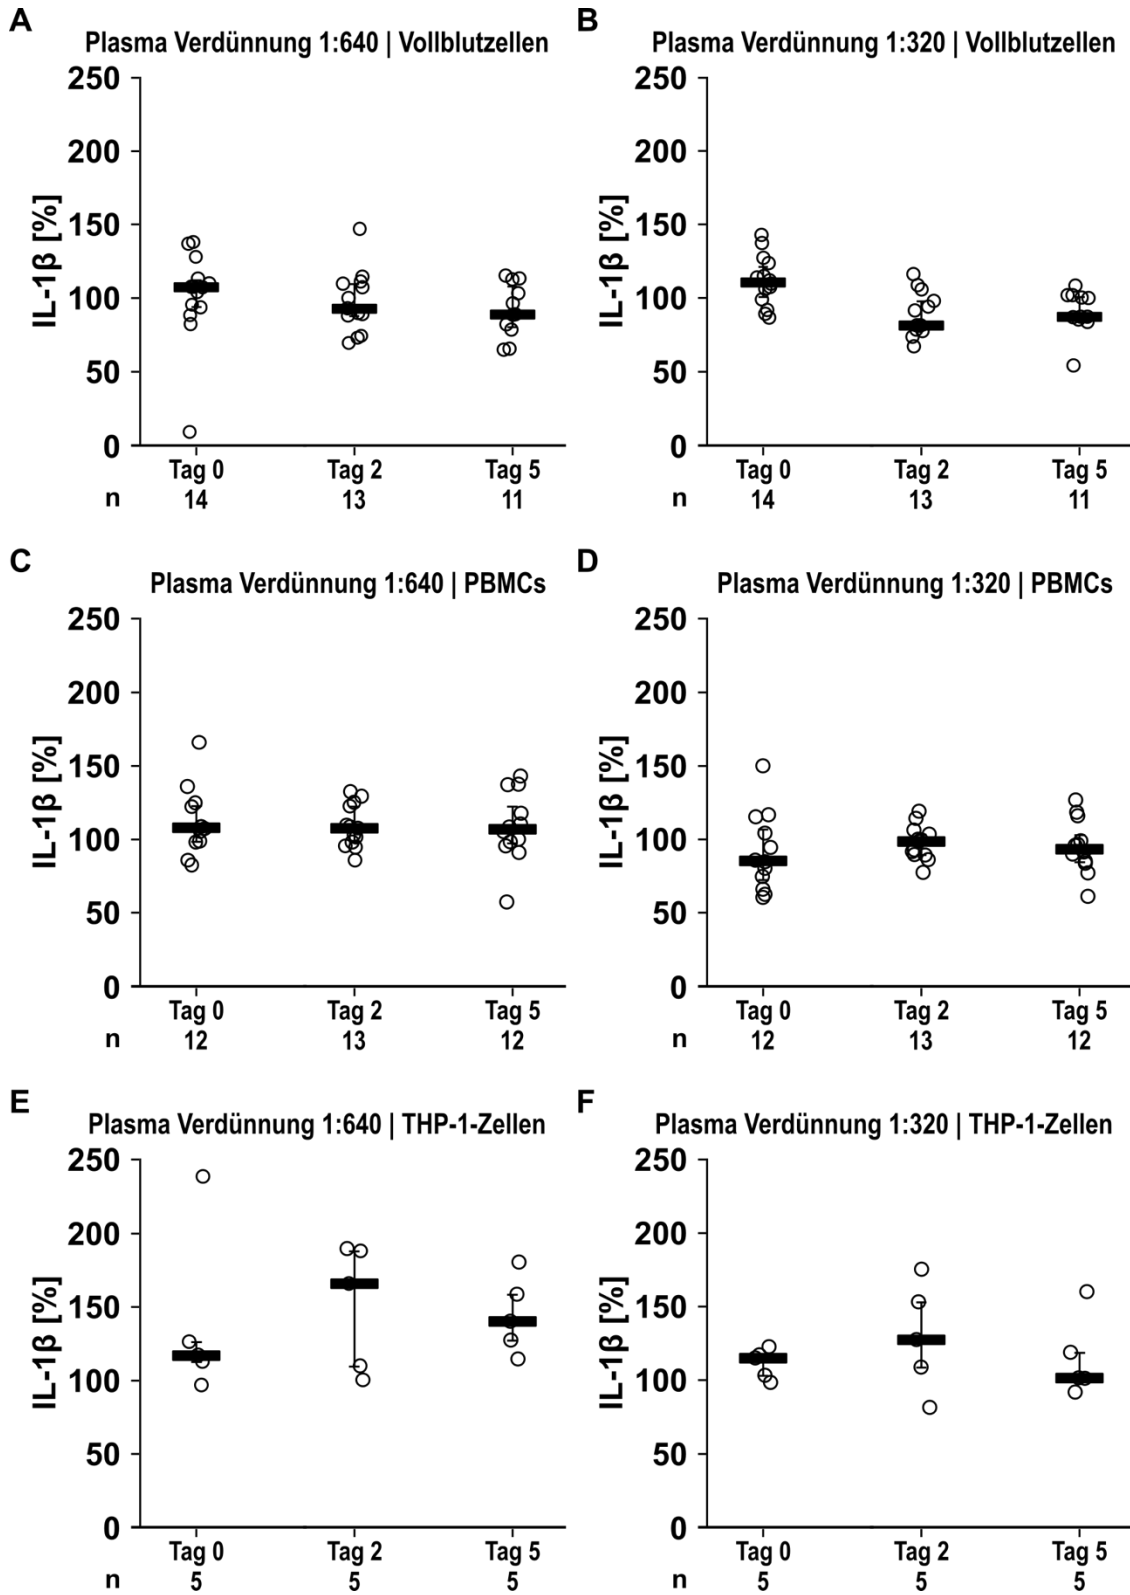 A
Plasma Verdünnung 1:640 | Vollblutzellen
IL-1β [%]
250
200
150
100
50
0
Tag 0 Tag 2 Tag 5
n 14 13 11
B
Plasma Verdünnung 1:320 | Vollblutzellen
IL-1β [%]
250
200
150
100
50
0
Tag 0 Tag 2 Tag 5
n 14 13 11
C
Plasma Verdünnung 1:640 | PBMCs
IL-1β [%]
250
200
150
100
50
0
Tag 0 Tag 2 Tag 5
n 12 13 12
D
Plasma Verdünnung 1:320 | PBMCs
IL-1β [%]
250
200
150
100
50
0
Tag 0 Tag 2 Tag 5
n 12 13 12
E
Plasma Verdünnung 1:640 | THP-1-Zellen
IL-1β [%]
250
200
150
100
50
0
Tag 0 Tag 2 Tag 5
n 5 5 5
F
Plasma Verdünnung 1:320 | THP-1-Zellen
IL-1β [%]
250
200
150
100
50
0
Tag 0 Tag 2 Tag 5
n 5 5 5